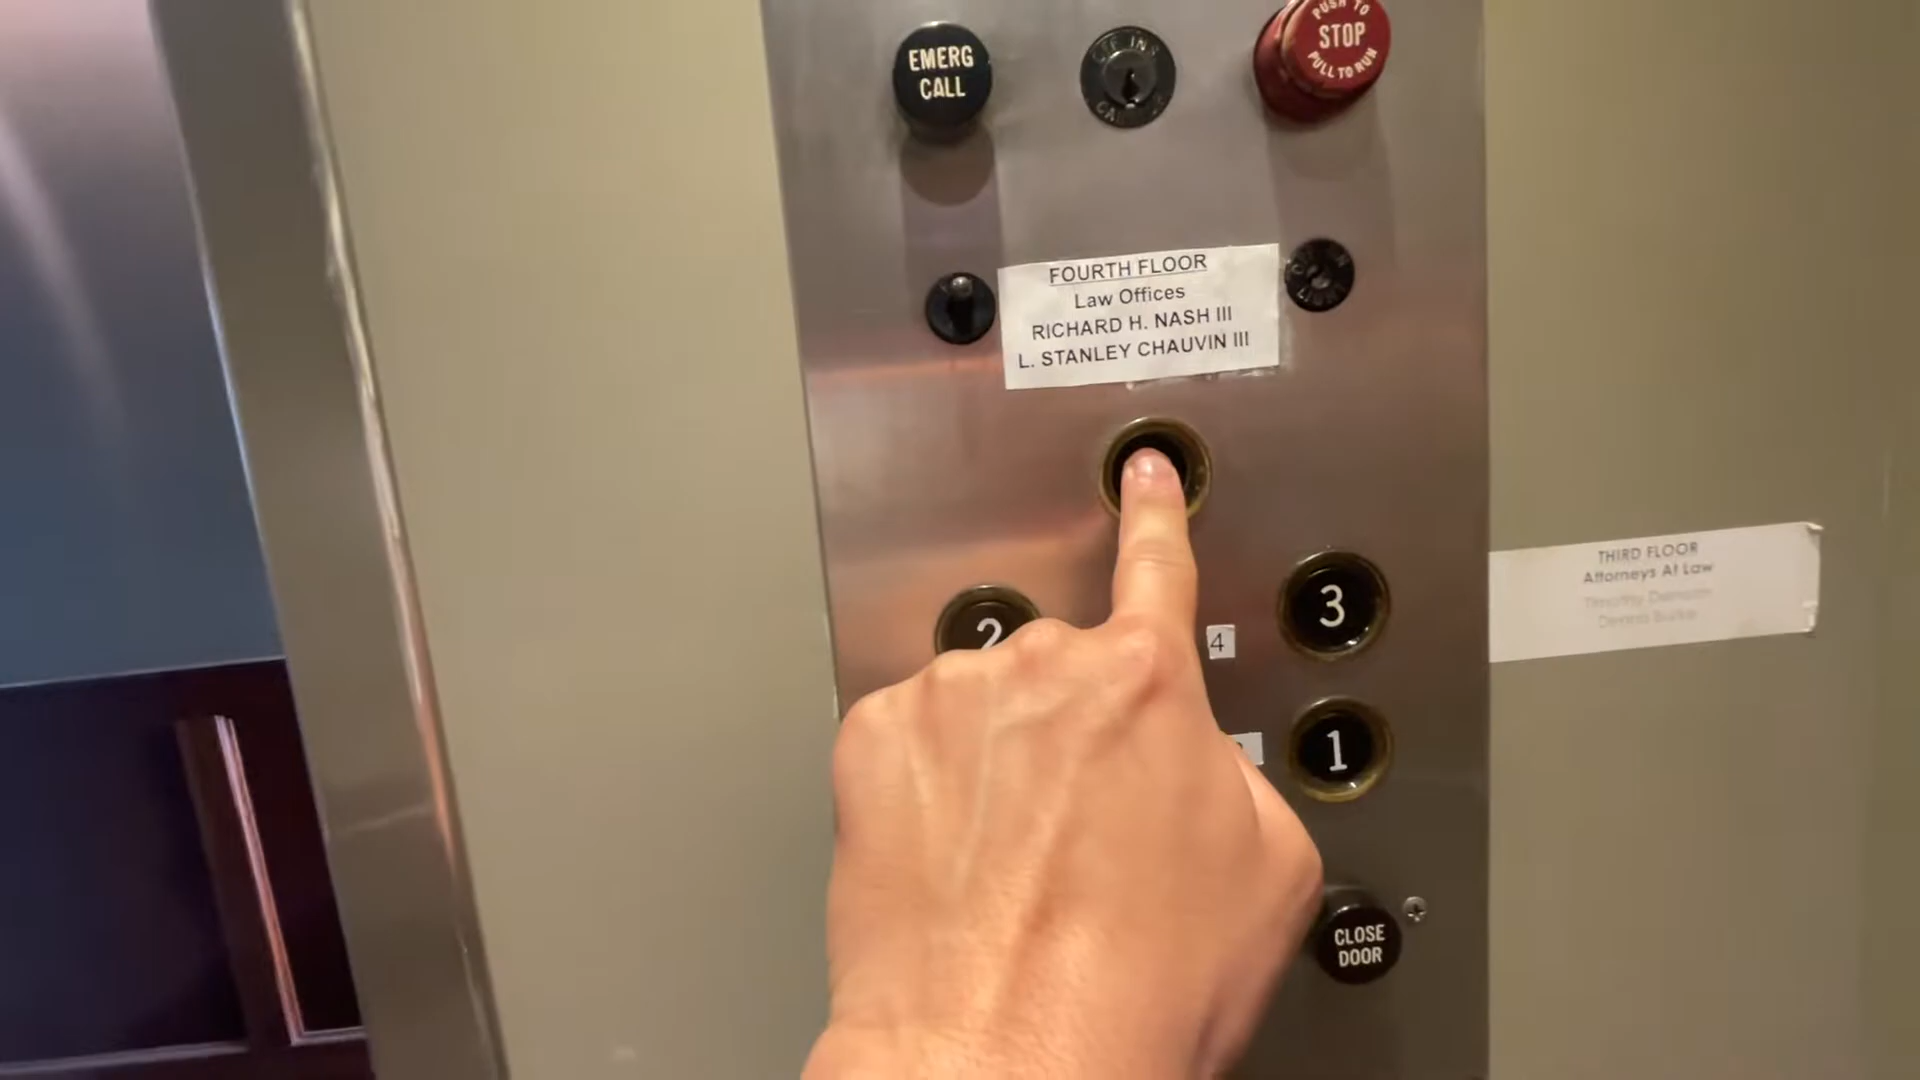 EMERG
CALL
PUSH TO
STOP
PULL TO RUN
FOURTH FLOOR
Law Offices
RICHARD H. NASH III
L. STANLEY CHAUVIN III
2
4
3
THIRD FLOOR
Attorneys At Law
1
CLOSE
DOOR